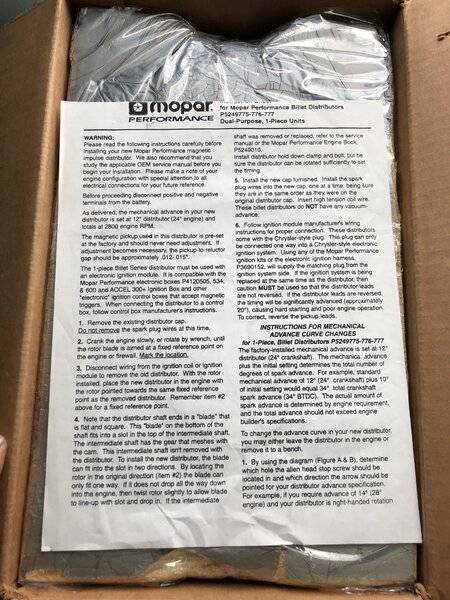 mopar.
PERFORMANCE
for Mopar Performance Billet Distributors
P5249775-776-777
Dual-Purpose, 1-Piece Units
WARNING:
Please read the following instructions carefully before
installing your new Mopar Performance magnetic
impulse distributor. We also recommend that you
study the applicable OEM service manual before you
begin your installation. Please make a note of your
engine configuration with special attention to all
electrical connections for your future reference.
Before proceeding disconnect positive and negative
terminals from the battery.
As delivered, the mechanical advance in your new
distributor is set at 12° distributor (24° engine) and
totals at 2800 engine RPM.
The magnetic pickup used in this distributor is pre-set
at the factory and should never need adjustment. If
adjustment becomes necessary, the pickup-to-reluctor
gap should be approximately .012-.015".
The 1-piece Billet Series distributor must be used with
an electronic ignition module. It is compatible with the
Mopar Performance electronic boxes P4120505, 534,
& 600 and ACCEL 300+ Ignition Box and other
"electronic" ignition control boxes that accept magnetic
triggers. When connecting the distributor to a control
box, follow control box manufacturer's instructions.
1. Remove the existing distributor cap.
Do not remove the spark plug wires at this time.
2. Crank the engine slowly, or rotate by wrench, until
the rotor blade is aimed at a fixed reference point on
the engine or firewall. Mark the location.
3. Disconnect wiring from the ignition coil or ignition
module to remove the old distributor. With the rotor
installed, place the new distributor in the engine with
the rotor pointed towards the same fixed reference
point as the removed distributor. Remember item #2
above for a fixed reference point.
4. Note that the distributor shaft ends in a "blade" that
is flat and square. This "blade" on the bottom of the
shaft fits into a slot in the top of the intermediate shaft.
The intermediate shaft has the gear that meshes with
the cam. This intermediate shaft isn't removed with
the distributor. To install the new distributor, the blade
can fit into the slot in two directions. By locating the
rotor in the original direction (item #2) the blade can
only fit one way. If it does not drop all the way down
into the engine, then twist rotor slightly to allow blade
to line-up with slot and drop in. If the intermediate
shaft was removed or replaced, refer to the service
manual or the Mopar Performance Engine Book,
P5249010.
Install distributor hold down clamp and bolt, but be
sure the distributor can be rotated sufficiently to set
the timing.
5. Install the new cap furnished. Install the spark
plug wires into the new cap, one at a time, being sure
they are in the same order as they were on the
original distributor cap. Insert high tension coil wire.
These billet distributors do NOT have any vacuum-
advance.
6. Follow ignition module manufacturer's wiring
instructions for proper connection. These distributors
come with the Chrysler-style plug. This plug can only
be connected one way into a Chrysler-style electronic
ignition system. Using any of the Mopar Performance
ignition kits or the electronic ignition harness,
P3690152, will supply the matching plug from the
ignition system side. If the ignition system is being
replaced at the same time as the distributor, then
caution MUST be used so that the distributor leads
are not reversed. If the distributor leads are reversed,
the timing will be significantly advanced (approximately
20°), causing hard starting and poor engine operation.
To correct, reverse the pickup leads.
INSTRUCTIONS FOR MECHANICAL
ADVANCE CURVE CHANGES
for 1-Piece, Billet Distributors P5249775-776-777
The factory-installed mechanical advance is set at 12°
distributor (24° crankshaft). The mechanica. advance
plus the initial setting determines the total number of
degrees of spark advance. For example, standard
mechanical advance of 12° (24° crankshaft) plus 10°
of initial setting would equal 34° total crankshaft
spark advance (34° BTDC). The actual amount of
spark advance is determined by engine requirement,
and the total advance should not exceed engine
builder's specifications.
To change the advance curve in your new distributor,
you may either leave the distributor in the engine or
remove it to a bench.
1. By using the diagram (Figure A & B), determine
which hole the allen head stop screw should be
located in and which direction the arrow should be
pointed for your distributor advance specification.
For example, if you require advance of 14° (28°
engine) and your distributor is right-handed rotation